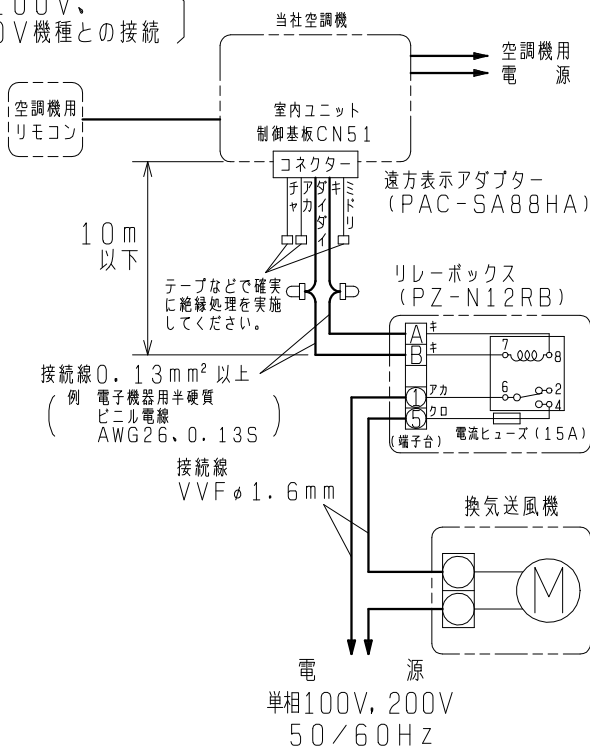 200V、
0V機種との接続
当社空調機
空調機用
電　源
空調機用
リモコン
室内ユニット
制御基板CN51
コネクター
チャ
アカ
ダイダイ
キ
ミドリ
遠方表示アダプター
(PAC-SA88HA)
10m
以下
テープなどで確実
に絶縁処理を実施
してください。
リレーボックス
(PZ-N12RB)
A
キ
B
キ
7
8
6
2
4
①
アカ
⑤
クロ
(端子台)
電流ヒューズ(15A)
接続線0.13mm²以上
例　電子機器用半硬質
ビニル電線
AWG26、0.13S
接続線
VVFφ1.6mm
換気送風機
M
電　源
単相100V,200V
50/60Hz